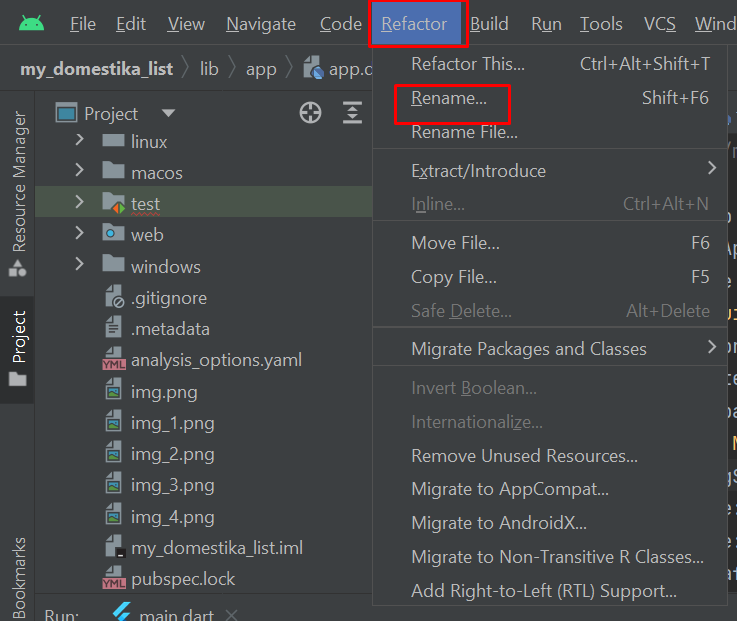 File Edit View Navigate Code Refactor Build Run Tools VCS Wind
my_domestika_list lib app app.d
Resource Manager
Project
Bookmarks
Project
linux
macos
test
web
windows
.gitignore
.metadata
analysis_options.yaml
img.png
img_1.png
img_2.png
img_3.png
img_4.png
my_domestika_list.iml
pubspec.lock
Run: main.dart
Refactor This... Ctrl+Alt+Shift+T
Rename... Shift+F6
Rename File...
Extract/Introduce
Inline... Ctrl+Alt+N
Move File... F6
Copy File... F5
Safe Delete... Alt+Delete
Migrate Packages and Classes
Invert Boolean...
Internationalize...
Remove Unused Resources...
Migrate to AppCompat...
Migrate to AndroidX...
Migrate to Non-Transitive R Classes...
Add Right-to-Left (RTL) Support...